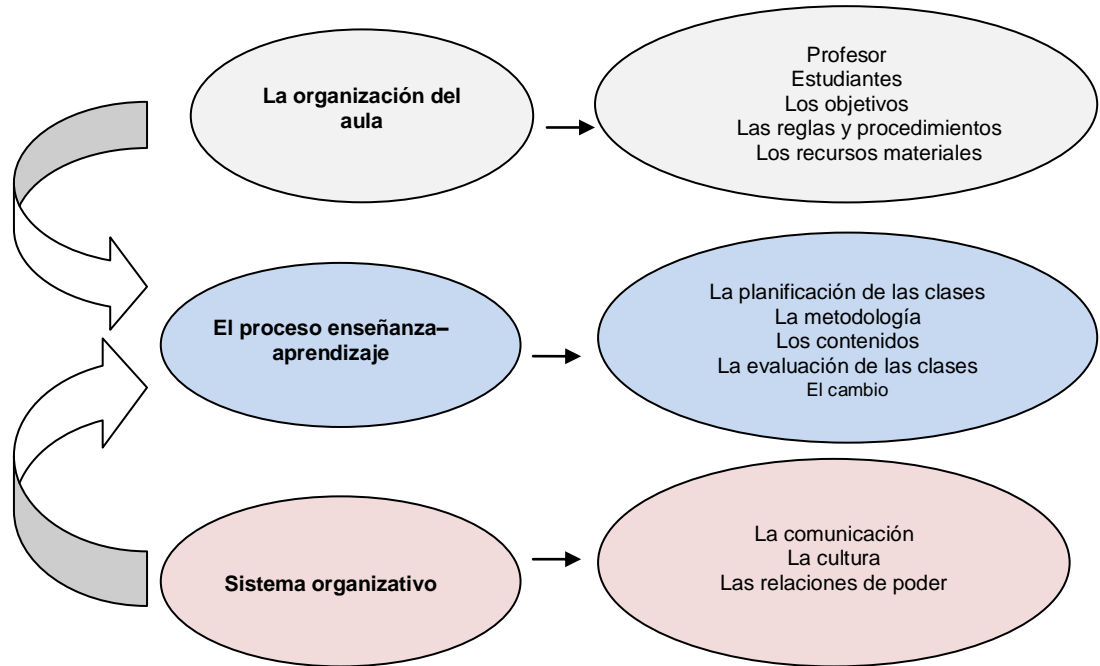 La organización del
aula
Profesor
Estudiantes
Los objetivos
Las reglas y procedimientos
Los recursos materiales
El proceso enseñanza–
aprendizaje
La planificación de las clases
La metodología
Los contenidos
La evaluación de las clases
El cambio
Sistema organizativo
La comunicación
La cultura
Las relaciones de poder